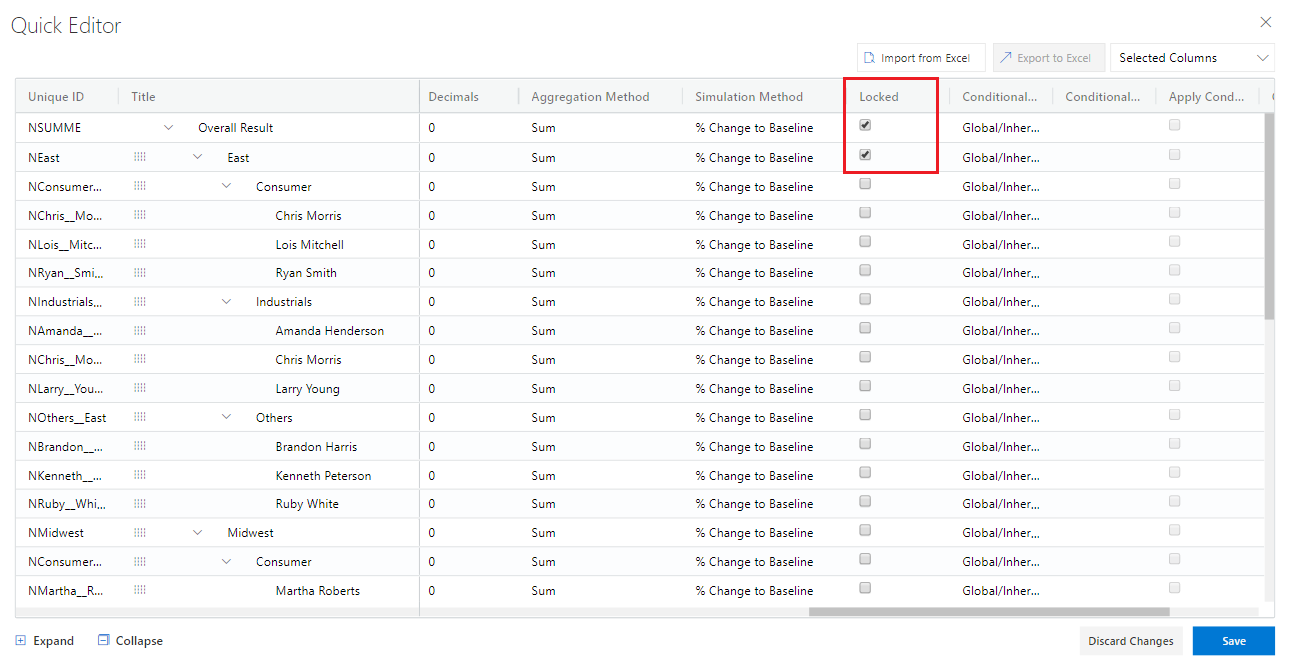 Quick Editor
Import from Excel Export to Excel Selected Columns
Unique ID Title Decimals Aggregation Method Simulation Method Locked Conditional... Conditional... Apply Cond...
NSUMME Overall Result 0 Sum % Change to Baseline Global/Inher...
NEast East 0 Sum % Change to Baseline Global/Inher...
NConsumer... Consumer 0 Sum % Change to Baseline Global/Inher...
NChris__Mo... Chris Morris 0 Sum % Change to Baseline Global/Inher...
NLois__Mitc... Lois Mitchell 0 Sum % Change to Baseline Global/Inher...
NRyan__Smi... Ryan Smith 0 Sum % Change to Baseline Global/Inher...
NIndustrials... Industrials 0 Sum % Change to Baseline Global/Inher...
NAmanda__... Amanda Henderson 0 Sum % Change to Baseline Global/Inher...
NChris__Mo... Chris Morris 0 Sum % Change to Baseline Global/Inher...
NLarry__You... Larry Young 0 Sum % Change to Baseline Global/Inher...
NOthers__East Others 0 Sum % Change to Baseline Global/Inher...
NBrandon__... Brandon Harris 0 Sum % Change to Baseline Global/Inher...
NKenneth__... Kenneth Peterson 0 Sum % Change to Baseline Global/Inher...
NRuby__Whi... Ruby White 0 Sum % Change to Baseline Global/Inher...
NMidwest Midwest 0 Sum % Change to Baseline Global/Inher...
NConsumer... Consumer 0 Sum % Change to Baseline Global/Inher...
NMartha__R... Martha Roberts 0 Sum % Change to Baseline Global/Inher...
Expand Collapse Discard Changes Save